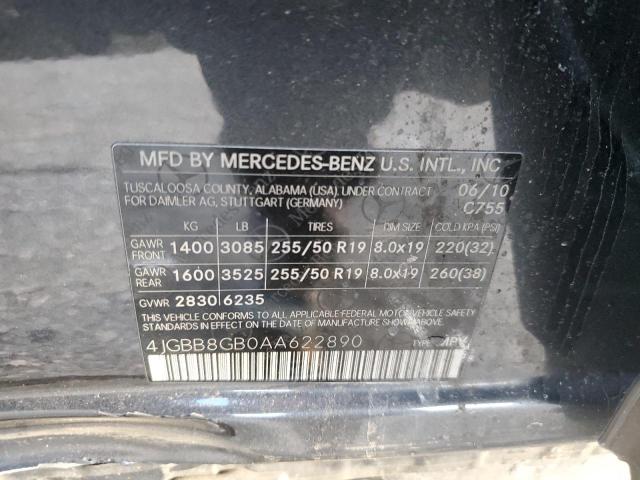 MFD BY MERCEDES-BENZ U.S. INTL., INC
TUSCALOOSA COUNTY, ALABAMA (USA), UNDER CONTRACT 06/10
FOR DAIMLER AG, STUTTGART (GERMANY) C755
KG LB TIRES RIM SIZE COLD KPA (PSI)
GAWR FRONT 1400 3085 255/50 R19 8.0x19 220(32)
GAWR REAR 1600 3525 255/50 R19 8.0x19 260(38)
GVWR 2830 6235
THIS VEHICLE CONFORMS TO ALL APPLICABLE FEDERAL MOTOR VEHICLE SAFETY
STANDARDS IN EFFECT ON THE DATE OF MANUFACTURE SHOWN ABOVE.
4JGBB8GB0AA622890 TYPE: MPV